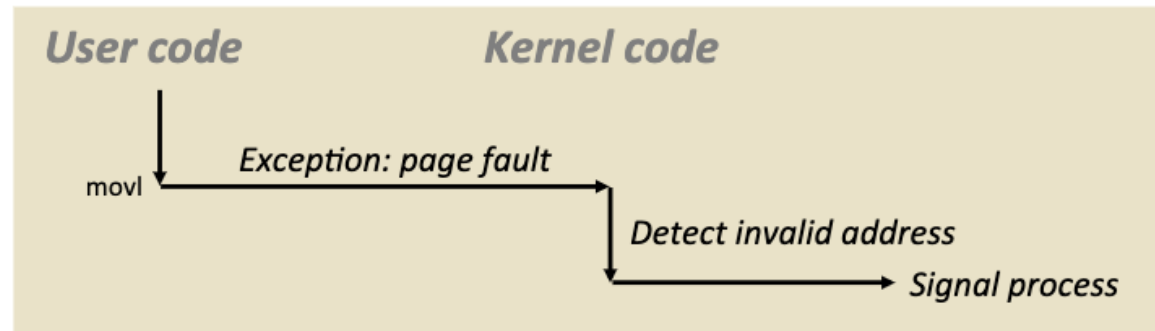 User code
Kernel code
Exception: page fault
movl
Detect invalid address
Signal process